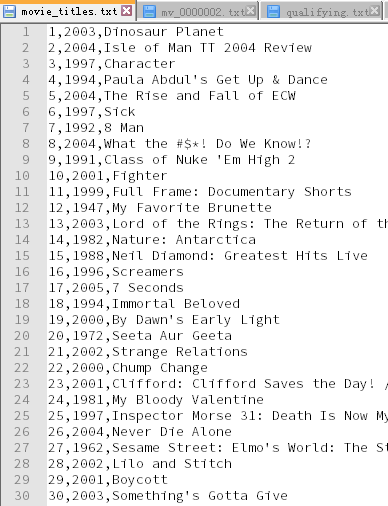 movie_titles.txt mv_0000002.txt qualifying.txt
1 1,2003,Dinosaur Planet
2 2,2004,Isle of Man TT 2004 Review
3 3,1997,Character
4 4,1994,Paula Abdul's Get Up & Dance
5 5,2004,The Rise and Fall of ECW
6 6,1997,Sick
7 7,1992,8 Man
8 8,2004,What the #$*! Do We Know!?
9 9,1991,Class of Nuke 'Em High 2
10 10,2001,Fighter
11 11,1999,Full Frame: Documentary Shorts
12 12,1947,My Favorite Brunette
13 13,2003,Lord of the Rings: The Return of th
14 14,1982,Nature: Antarctica
15 15,1988,Neil Diamond: Greatest Hits Live
16 16,1996,Screamers
17 17,2005,7 Seconds
18 18,1994,Immortal Beloved
19 19,2000,By Dawn's Early Light
20 20,1972,Seeta Aur Geeta
21 21,2002,Strange Relations
22 22,2000,Chump Change
23 23,2001,Clifford: Clifford Saves the Day! /
24 24,1981,My Bloody Valentine
25 25,1997,Inspector Morse 31: Death Is Now My
26 26,2004,Never Die Alone
27 27,1962,Sesame Street: Elmo's World: The St
28 28,2002,Lilo and Stitch
29 29,2001,Boycott
30 30,2003,Something's Gotta Give